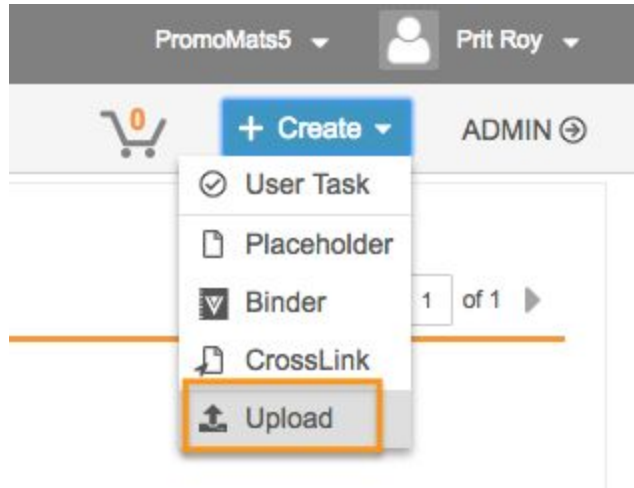 PromoMats5 Prit Roy
0 + Create ADMIN
User Task
Placeholder
Binder 1 of 1
CrossLink
Upload